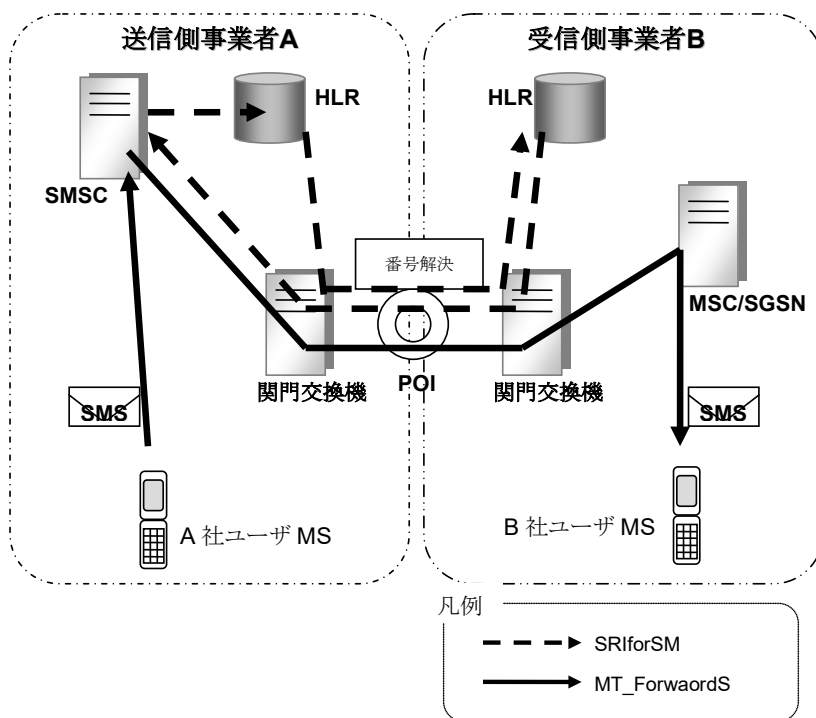 送信側事業者A
受信側事業者B
HLR
HLR
SMSC
番号解決
MSC/SGSN
関門交換機
POI
関門交換機
SMS
SMS
A 社ユーザ MS
B 社ユーザ MS
凡例
SRIforSM
MT_ForwaordS